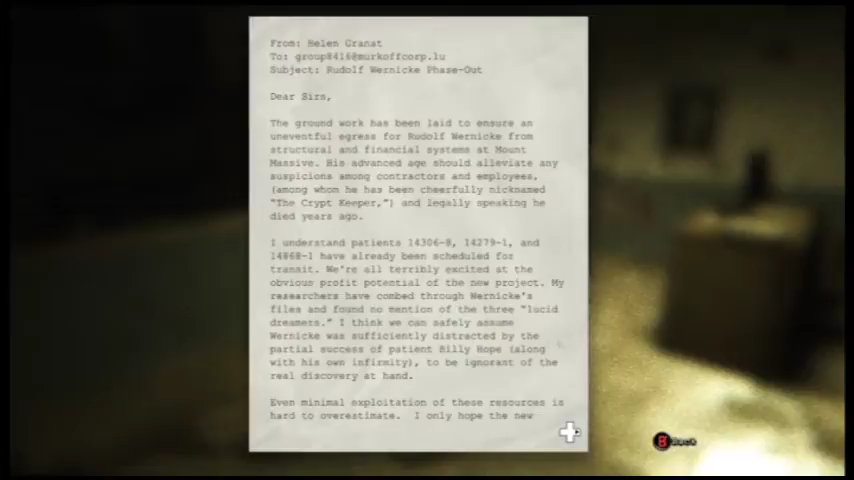 From: Helen Granat
To: group8416@murkoffcorp.lu
Subject: Rudolf Wernicke Phase-Out
Dear Sirs,
The ground work has been laid to ensure an
uneventful egress for Rudolf Wernicke from
structural and financial systems at Mount
Massive. His advanced age should alleviate any
suspicions among contractors and employees,
(among whom he has been cheerfully nicknamed
"The Crypt Keeper,") and legally speaking he
died years ago.
I understand patients 14306-8, 14279-1, and
14868-1 have already been scheduled for
transit. We're all terribly excited at the
obvious profit potential of the new project. My
researchers have combed through Wernicke's
files and found no mention of the three "lucid
dreamers." I think we can safely assume
Wernicke was sufficiently distracted by the
partial success of patient Billy Hope (along
with his own infirmity), to be ignorant of the
real discovery at hand.
Even minimal exploitation of these resources is
hard to overestimate. I only hope the new
B Back